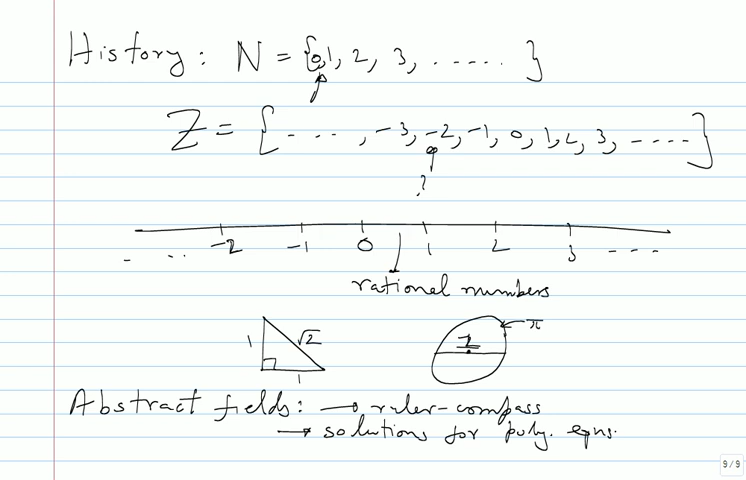 History: N = {0, 1, 2, 3, ......}
Z = {...., -3, -2, -1, 0, 1, 2, 3, .....}
?
.... -2 -1 0 1 2 3 ....
rational numbers
1 √2 1
π
1
Abstract fields: → ruler-compass
→ solutions for poly. eqns.
9/9